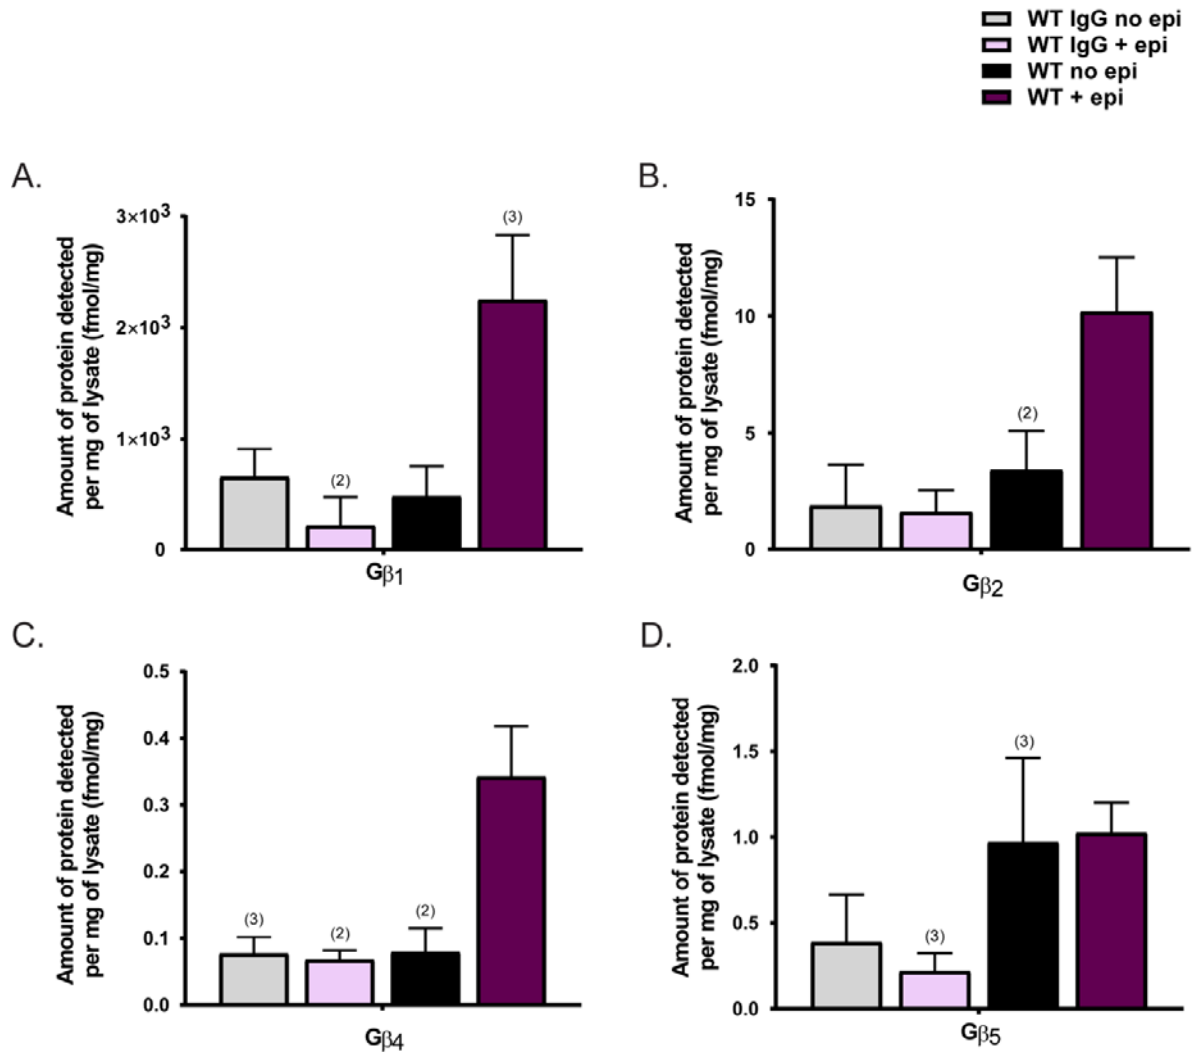 WT IgG no epi
WT IgG + epi
WT no epi
WT + epi
A.
Amount of protein detected
per mg of lysate (fmol/mg)
3×10³
2×10³
1×10³
0
(2)
(3)
Gβ1
B.
Amount of protein detected
per mg of lysate (fmol/mg)
15
10
5
0
(2)
Gβ2
C.
Amount of protein detected
per mg of lysate (fmol/mg)
0.5
0.4
0.3
0.2
0.1
0.0
(3)
(2)
(2)
Gβ4
D.
Amount of protein detected
per mg of lysate (fmol/mg)
2.0
1.5
1.0
0.5
0.0
(3)
(3)
Gβ5